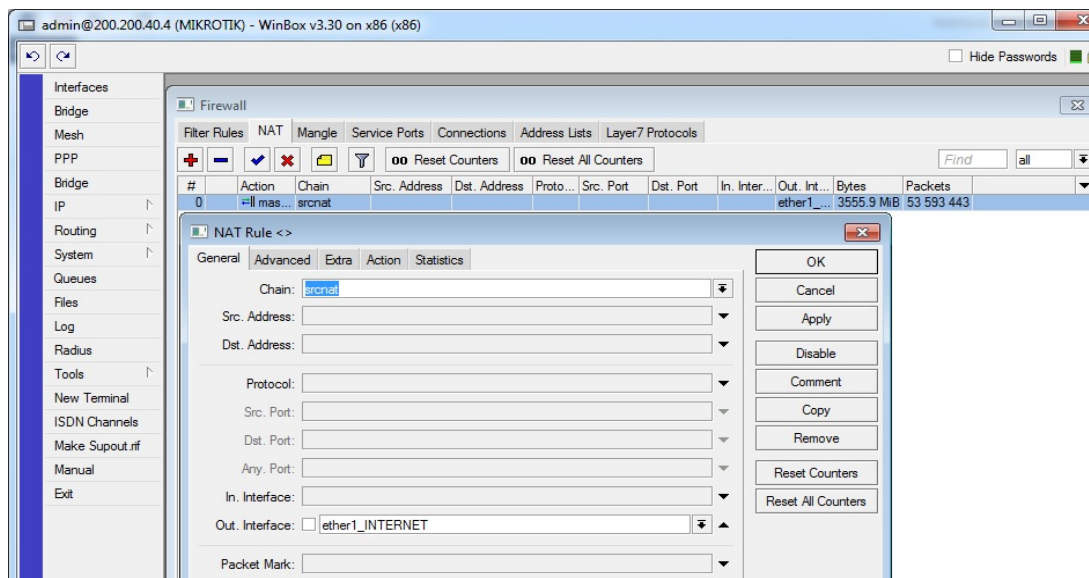 admin@200.200.40.4 (MIKROTIK) - WinBox v3.30 on x86 (x86)
Hide Passwords
Interfaces
Bridge
Mesh
PPP
Bridge
IP
Routing
System
Queues
Files
Log
Radius
Tools
New Terminal
ISDN Channels
Make Supout.rif
Manual
Exit
Firewall
Filter Rules NAT Mangle Service Ports Connections Address Lists Layer7 Protocols
00 Reset Counters 00 Reset All Counters Find all
# Action Chain Src. Address Dst. Address Proto... Src. Port Dst. Port In. Inter... Out. Int... Bytes Packets
0 mas... srcnat ether1_... 3555.9 MiB 53 593 443
NAT Rule <>
General Advanced Extra Action Statistics
Chain: srcnat
Src. Address:
Dst. Address:
Protocol:
Src. Port:
Dst. Port:
Any. Port:
In. Interface:
Out. Interface: ether1_INTERNET
Packet Mark:
OK
Cancel
Apply
Disable
Comment
Copy
Remove
Reset Counters
Reset All Counters